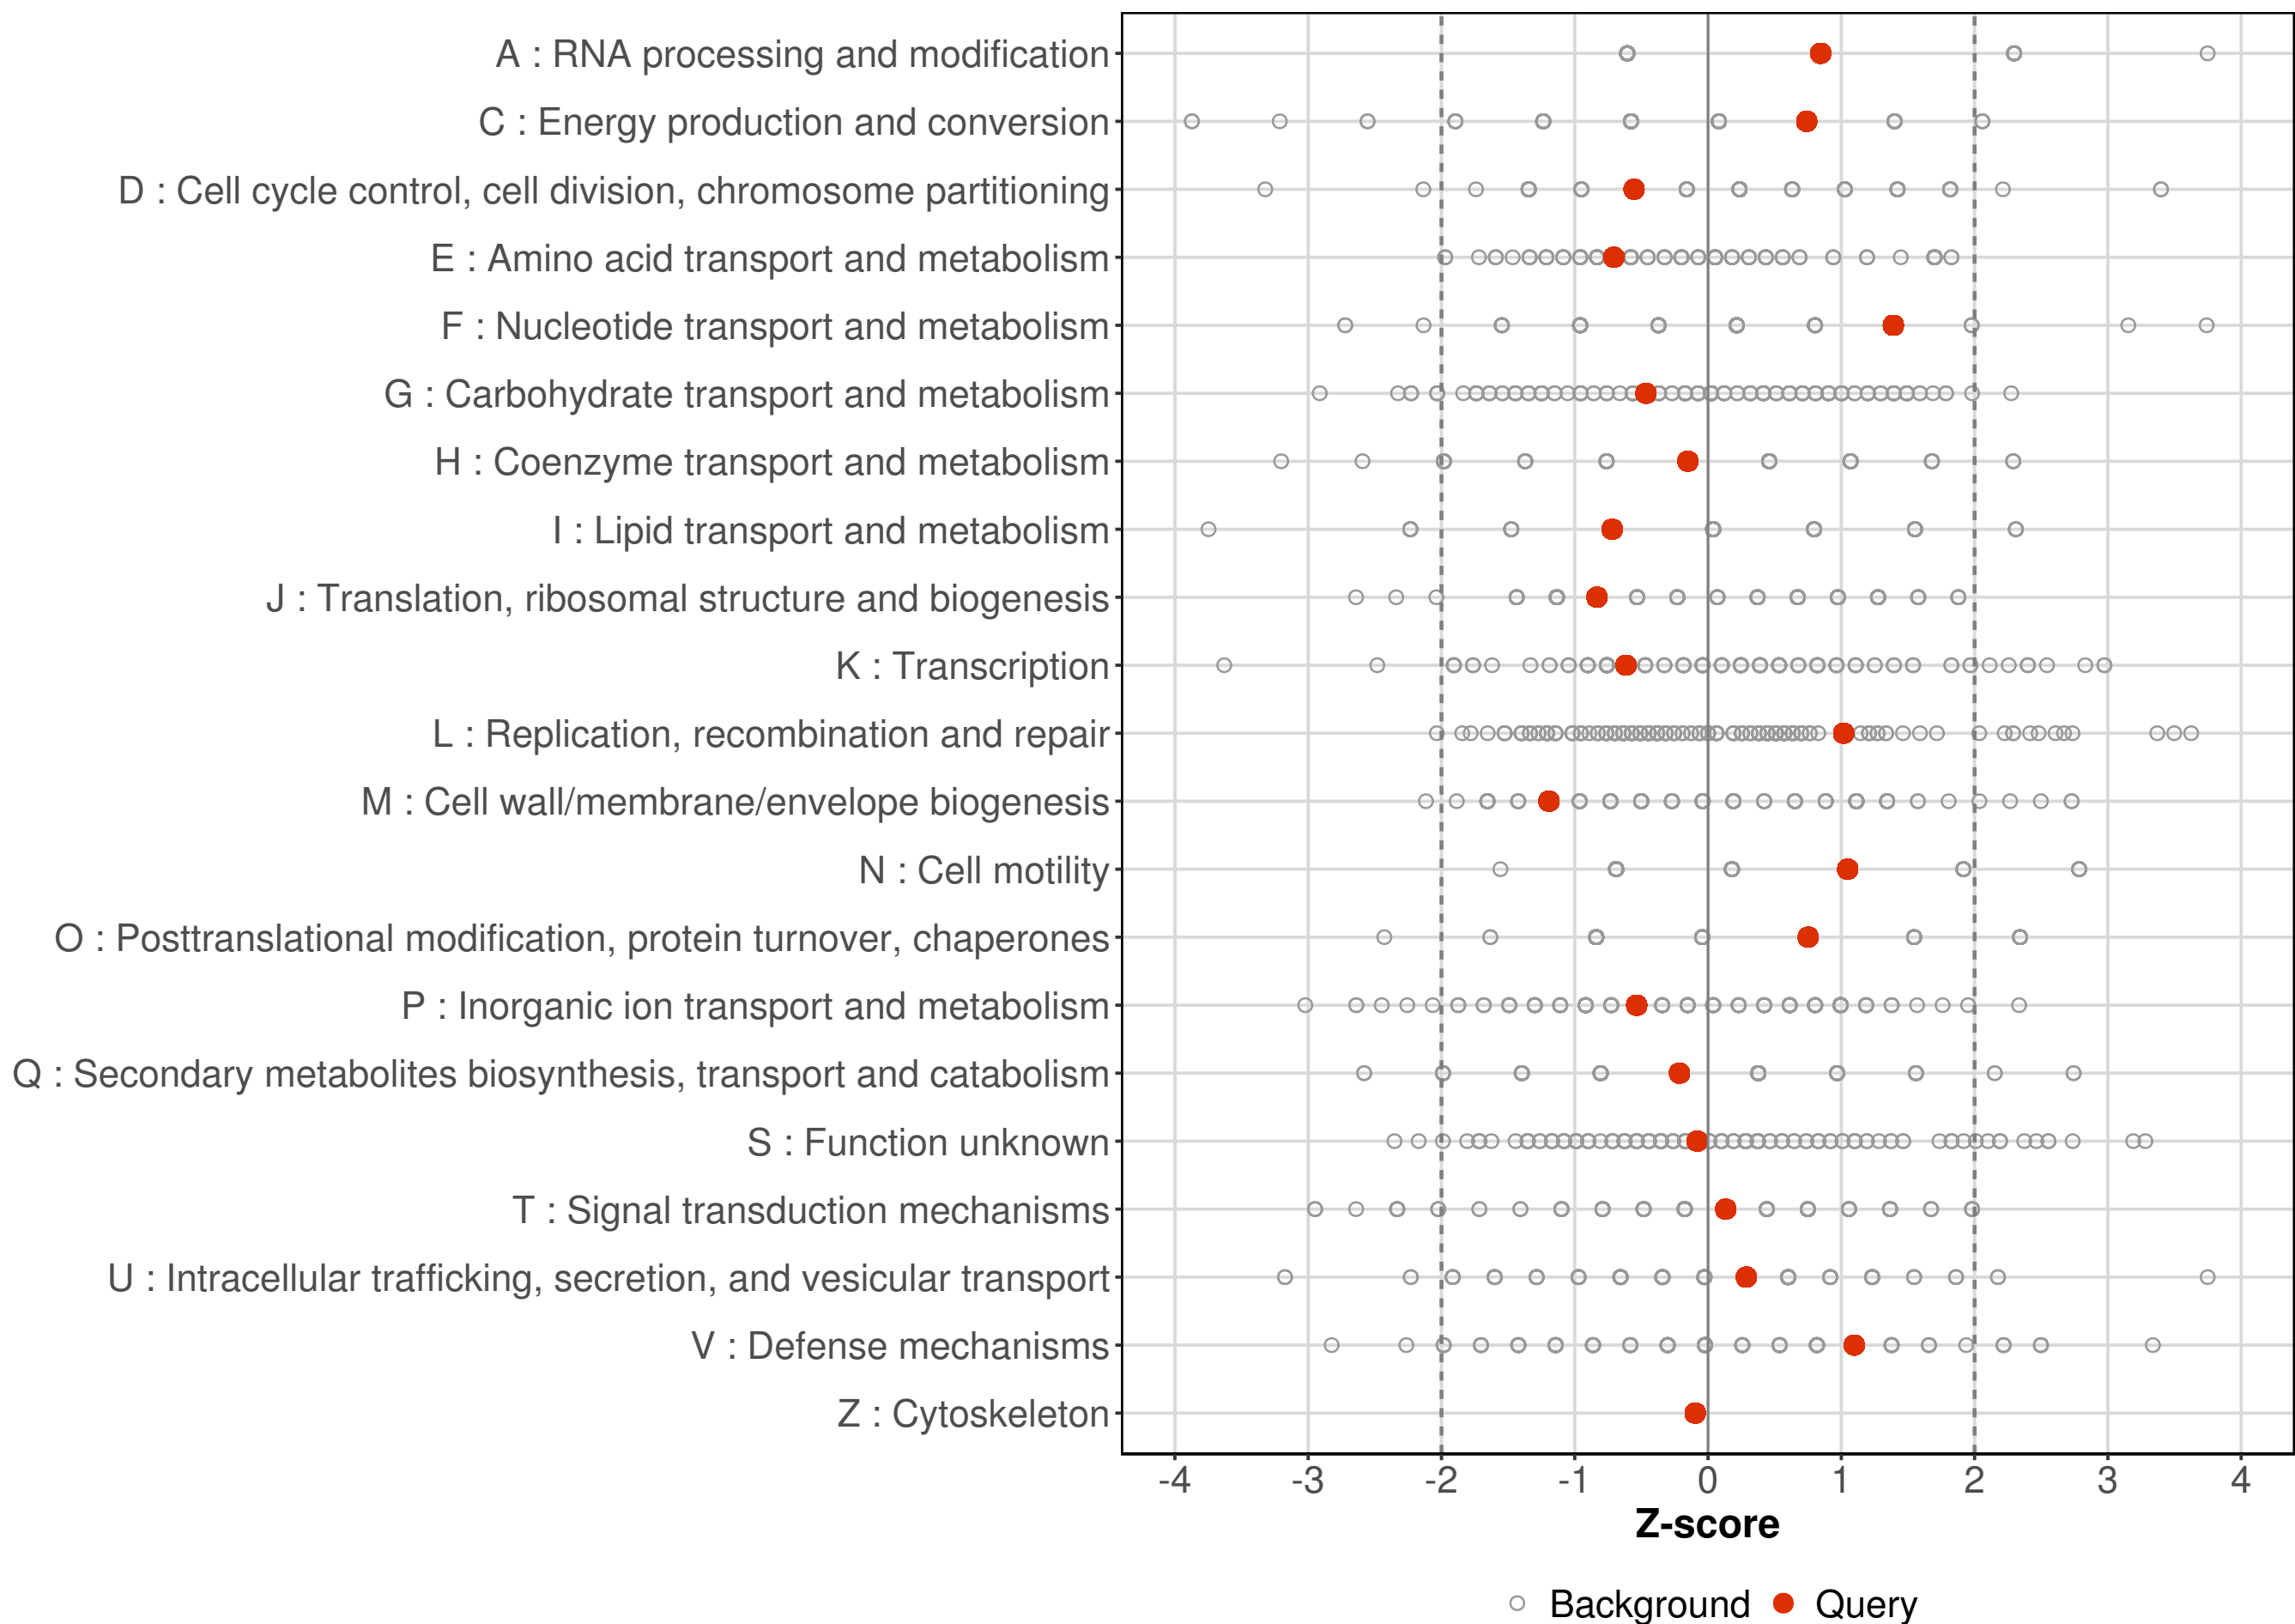 A : RNA processing and modification
C : Energy production and conversion
D : Cell cycle control, cell division, chromosome partitioning
E : Amino acid transport and metabolism
F : Nucleotide transport and metabolism
G : Carbohydrate transport and metabolism
H : Coenzyme transport and metabolism
I : Lipid transport and metabolism
J : Translation, ribosomal structure and biogenesis
K : Transcription
L : Replication, recombination and repair
M : Cell wall/membrane/envelope biogenesis
N : Cell motility
O : Posttranslational modification, protein turnover, chaperones
P : Inorganic ion transport and metabolism
Q : Secondary metabolites biosynthesis, transport and catabolism
S : Function unknown
T : Signal transduction mechanisms
U : Intracellular trafficking, secretion, and vesicular transport
V : Defense mechanisms
Z : Cytoskeleton
-4 -3 -2 -1 0 1 2 3 4
Z-score
Background Query